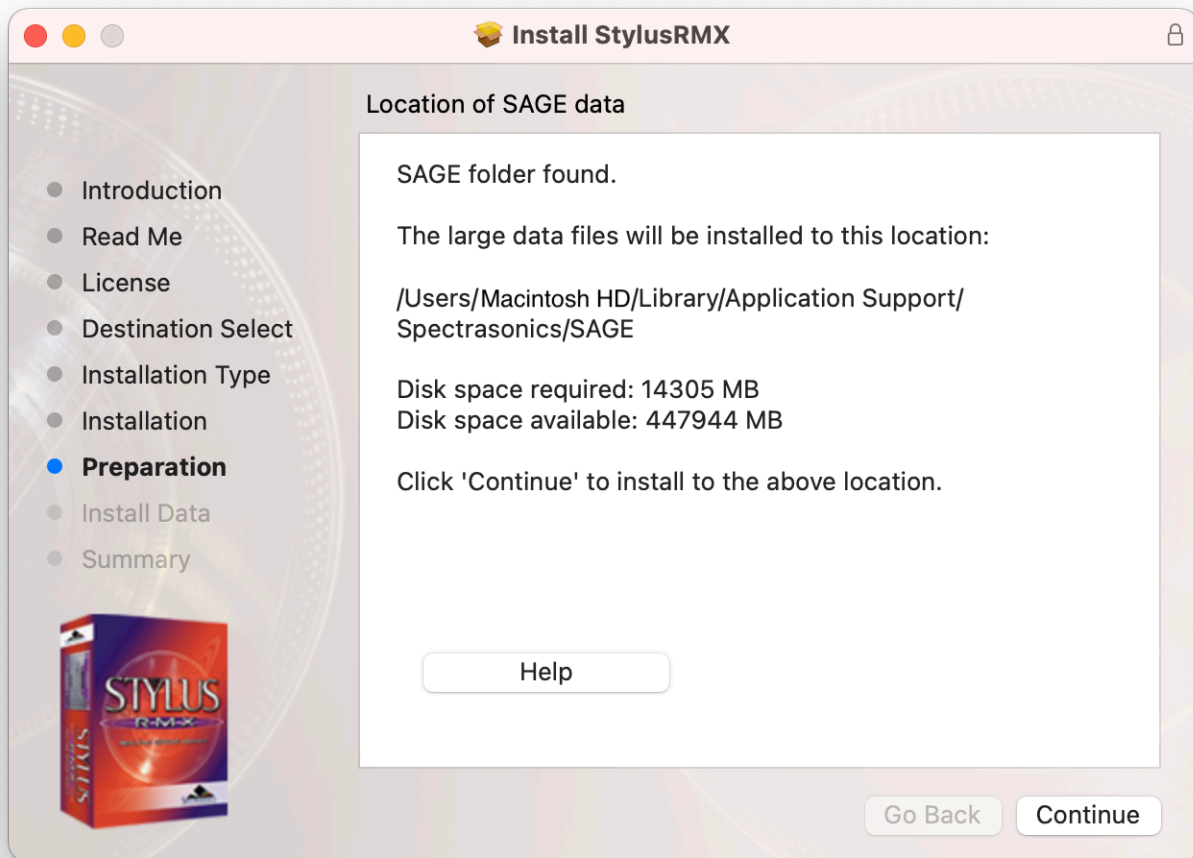 Install StylusRMX
Location of SAGE data
Introduction
Read Me
License
Destination Select
Installation Type
Installation
Preparation
Install Data
Summary
SAGE folder found.
The large data files will be installed to this location:
/Users/Macintosh HD/Library/Application Support/
Spectrasonics/SAGE
Disk space required: 14305 MB
Disk space available: 447944 MB
Click 'Continue' to install to the above location.
Help
STYLUS
RMX
STYLUS
Go Back
Continue